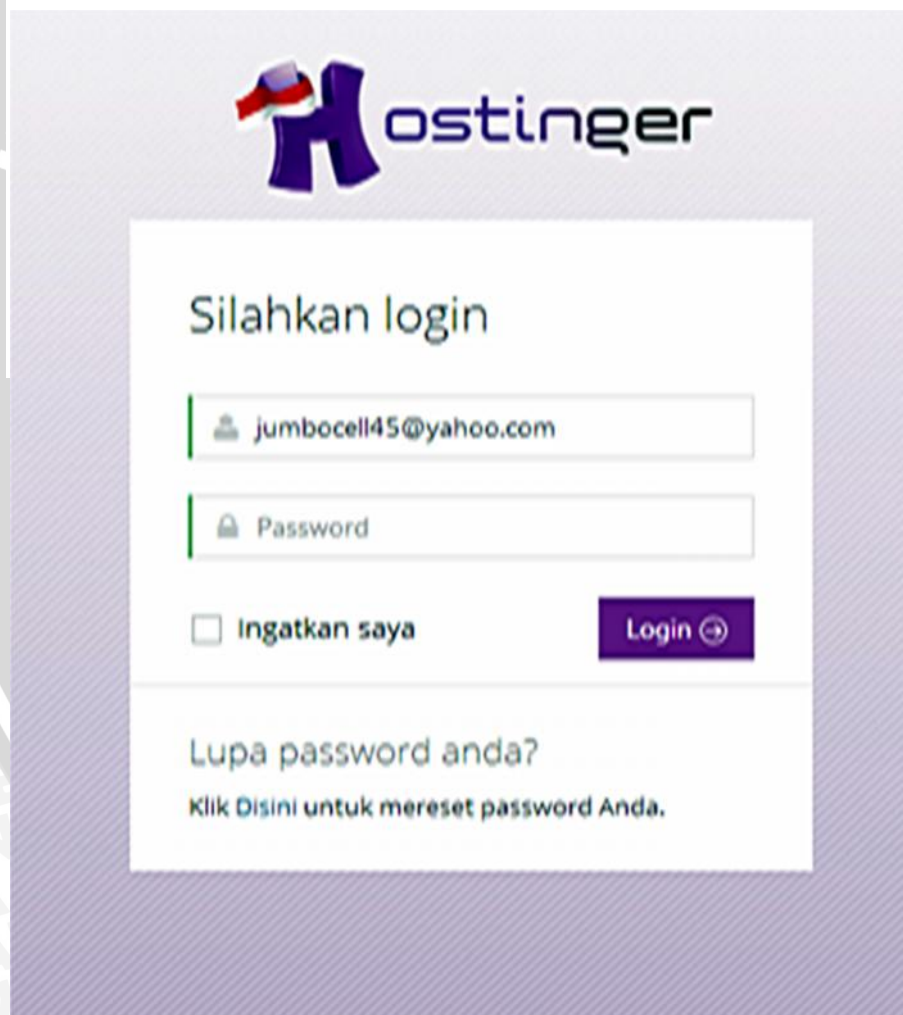 Hostinger
Silahkan login
jumbocell45@yahoo.com
Password
Ingatkan saya
Login
Lupa password anda?
Klik Disini untuk mereset password Anda.